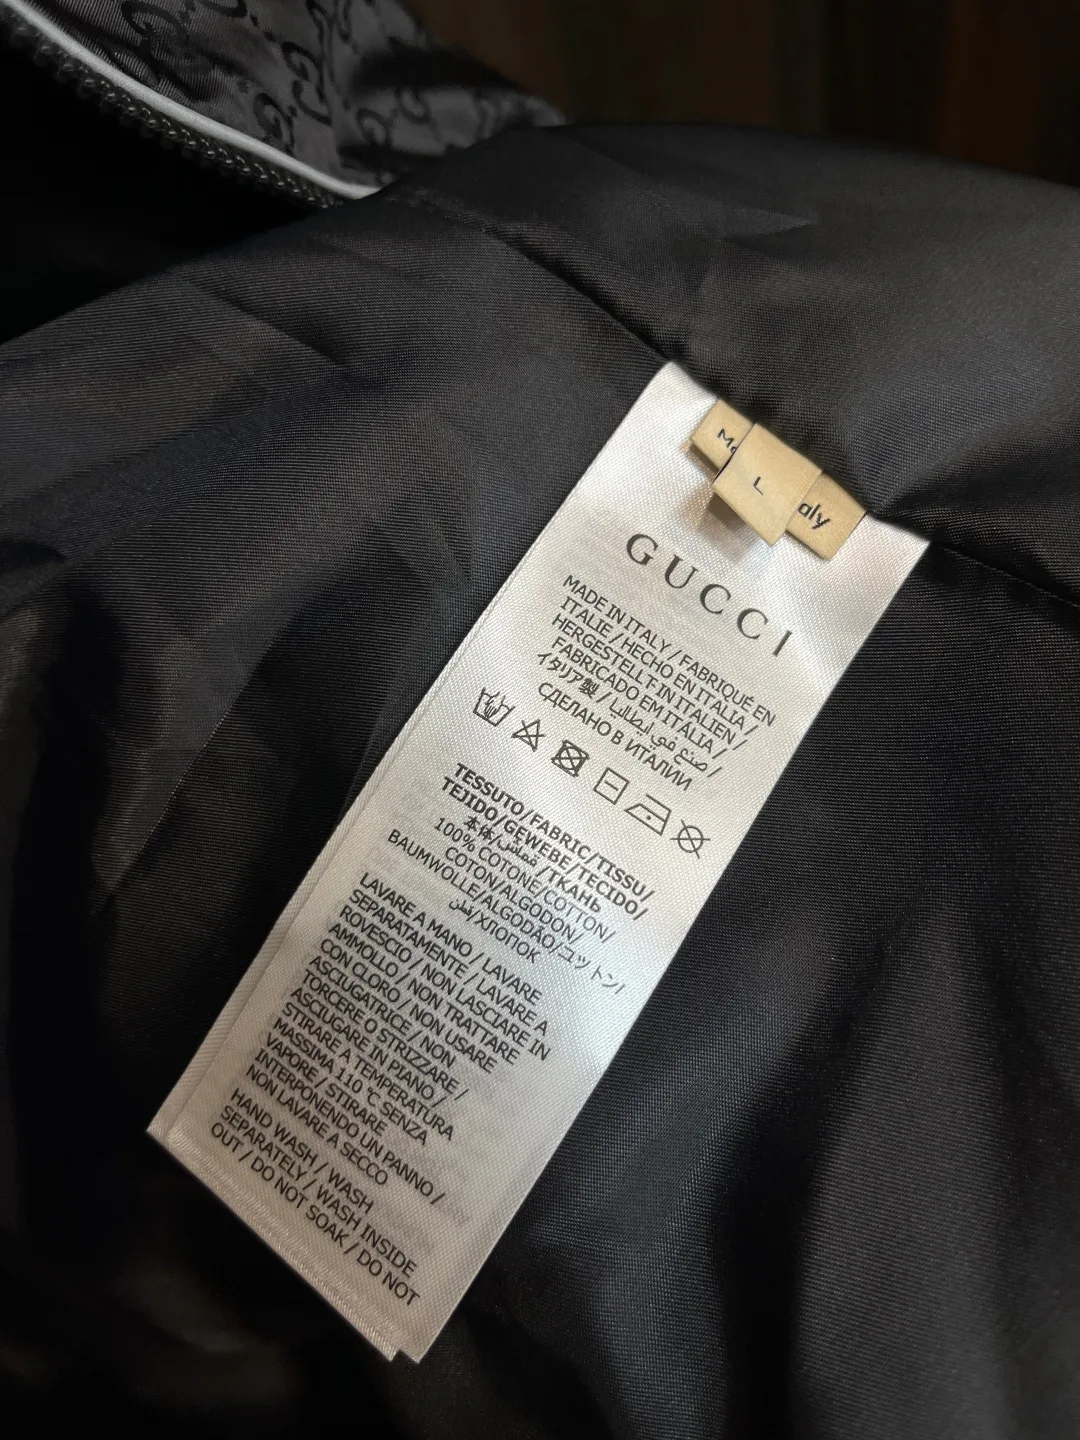 Ma
L
aly
GUCCI
MADE IN ITALY / FABRIQUÉ EN
ITALIE / HECHO EN ITALIA /
HERGESTELLT IN ITALIEN /
FABRICADO EM ITÁLIA /
イタリア製 / صنع في ايطاليا /
СДЕЛАНО В ИТАЛИИ
TESSUTO/FABRIC/TISSU/
TEJIDO/GEWEBE/TECIDO/
本体/قماش/ТКАНЬ
100% COTONE/COTTON/
COTON/ALGODON/
BAUMWOLLE/ALGODÃO/ユットン/
قطن/ХЛОПОК
LAVARE A MANO / LAVARE
SEPARATAMENTE / LAVARE A
ROVESCIO / NON LASCIARE IN
AMMOLLO / NON TRATTARE
CON CLORO / NON USARE
ASCIUGATRICE / NON
TORCERE O STRIZZARE /
ASCIUGARE IN PIANO /
STIRARE A TEMPERATURA
MASSIMA 110 °C SENZA
VAPORE / STIRARE
INTERPONENDO UN PANNO /
NON LAVARE A SECCO
HAND WASH / WASH
SEPARATELY / WASH INSIDE
OUT / DO NOT SOAK / DO NOT